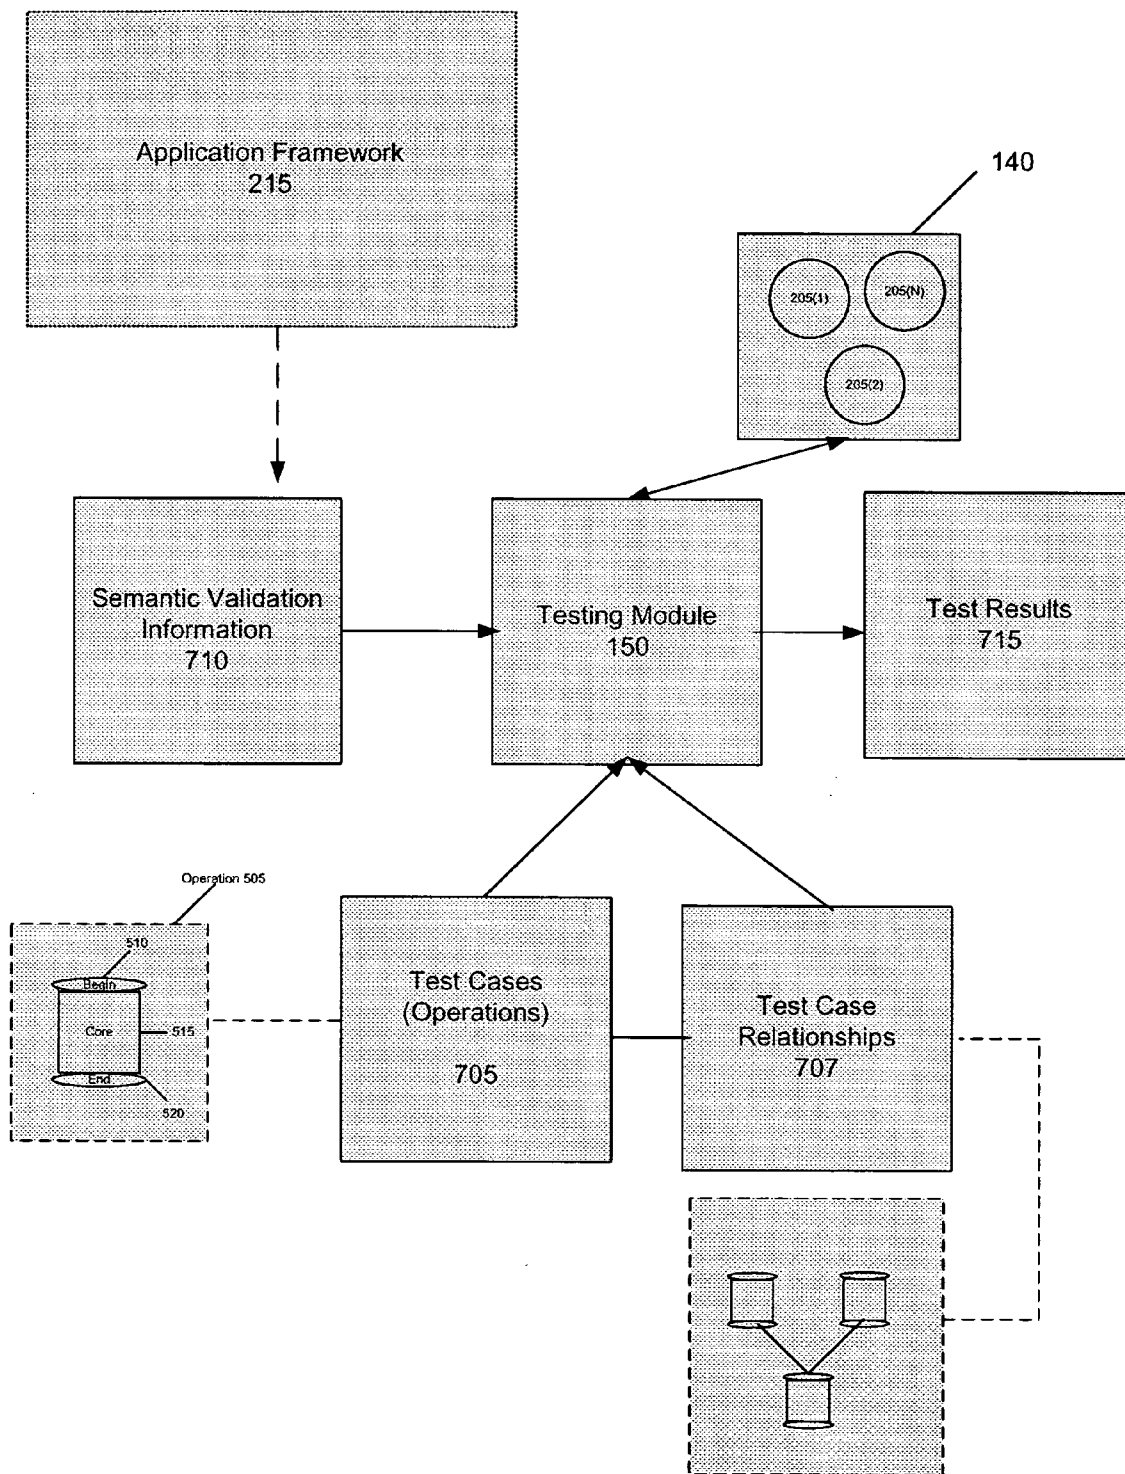 Application Framework
215
140
205(1)
205(N)
205(2)
Semantic Validation
Information
710
Testing Module
150
Test Results
715
Operation 505
510
Begin
Core
515
End
520
Test Cases
(Operations)
705
Test Case
Relationships
707